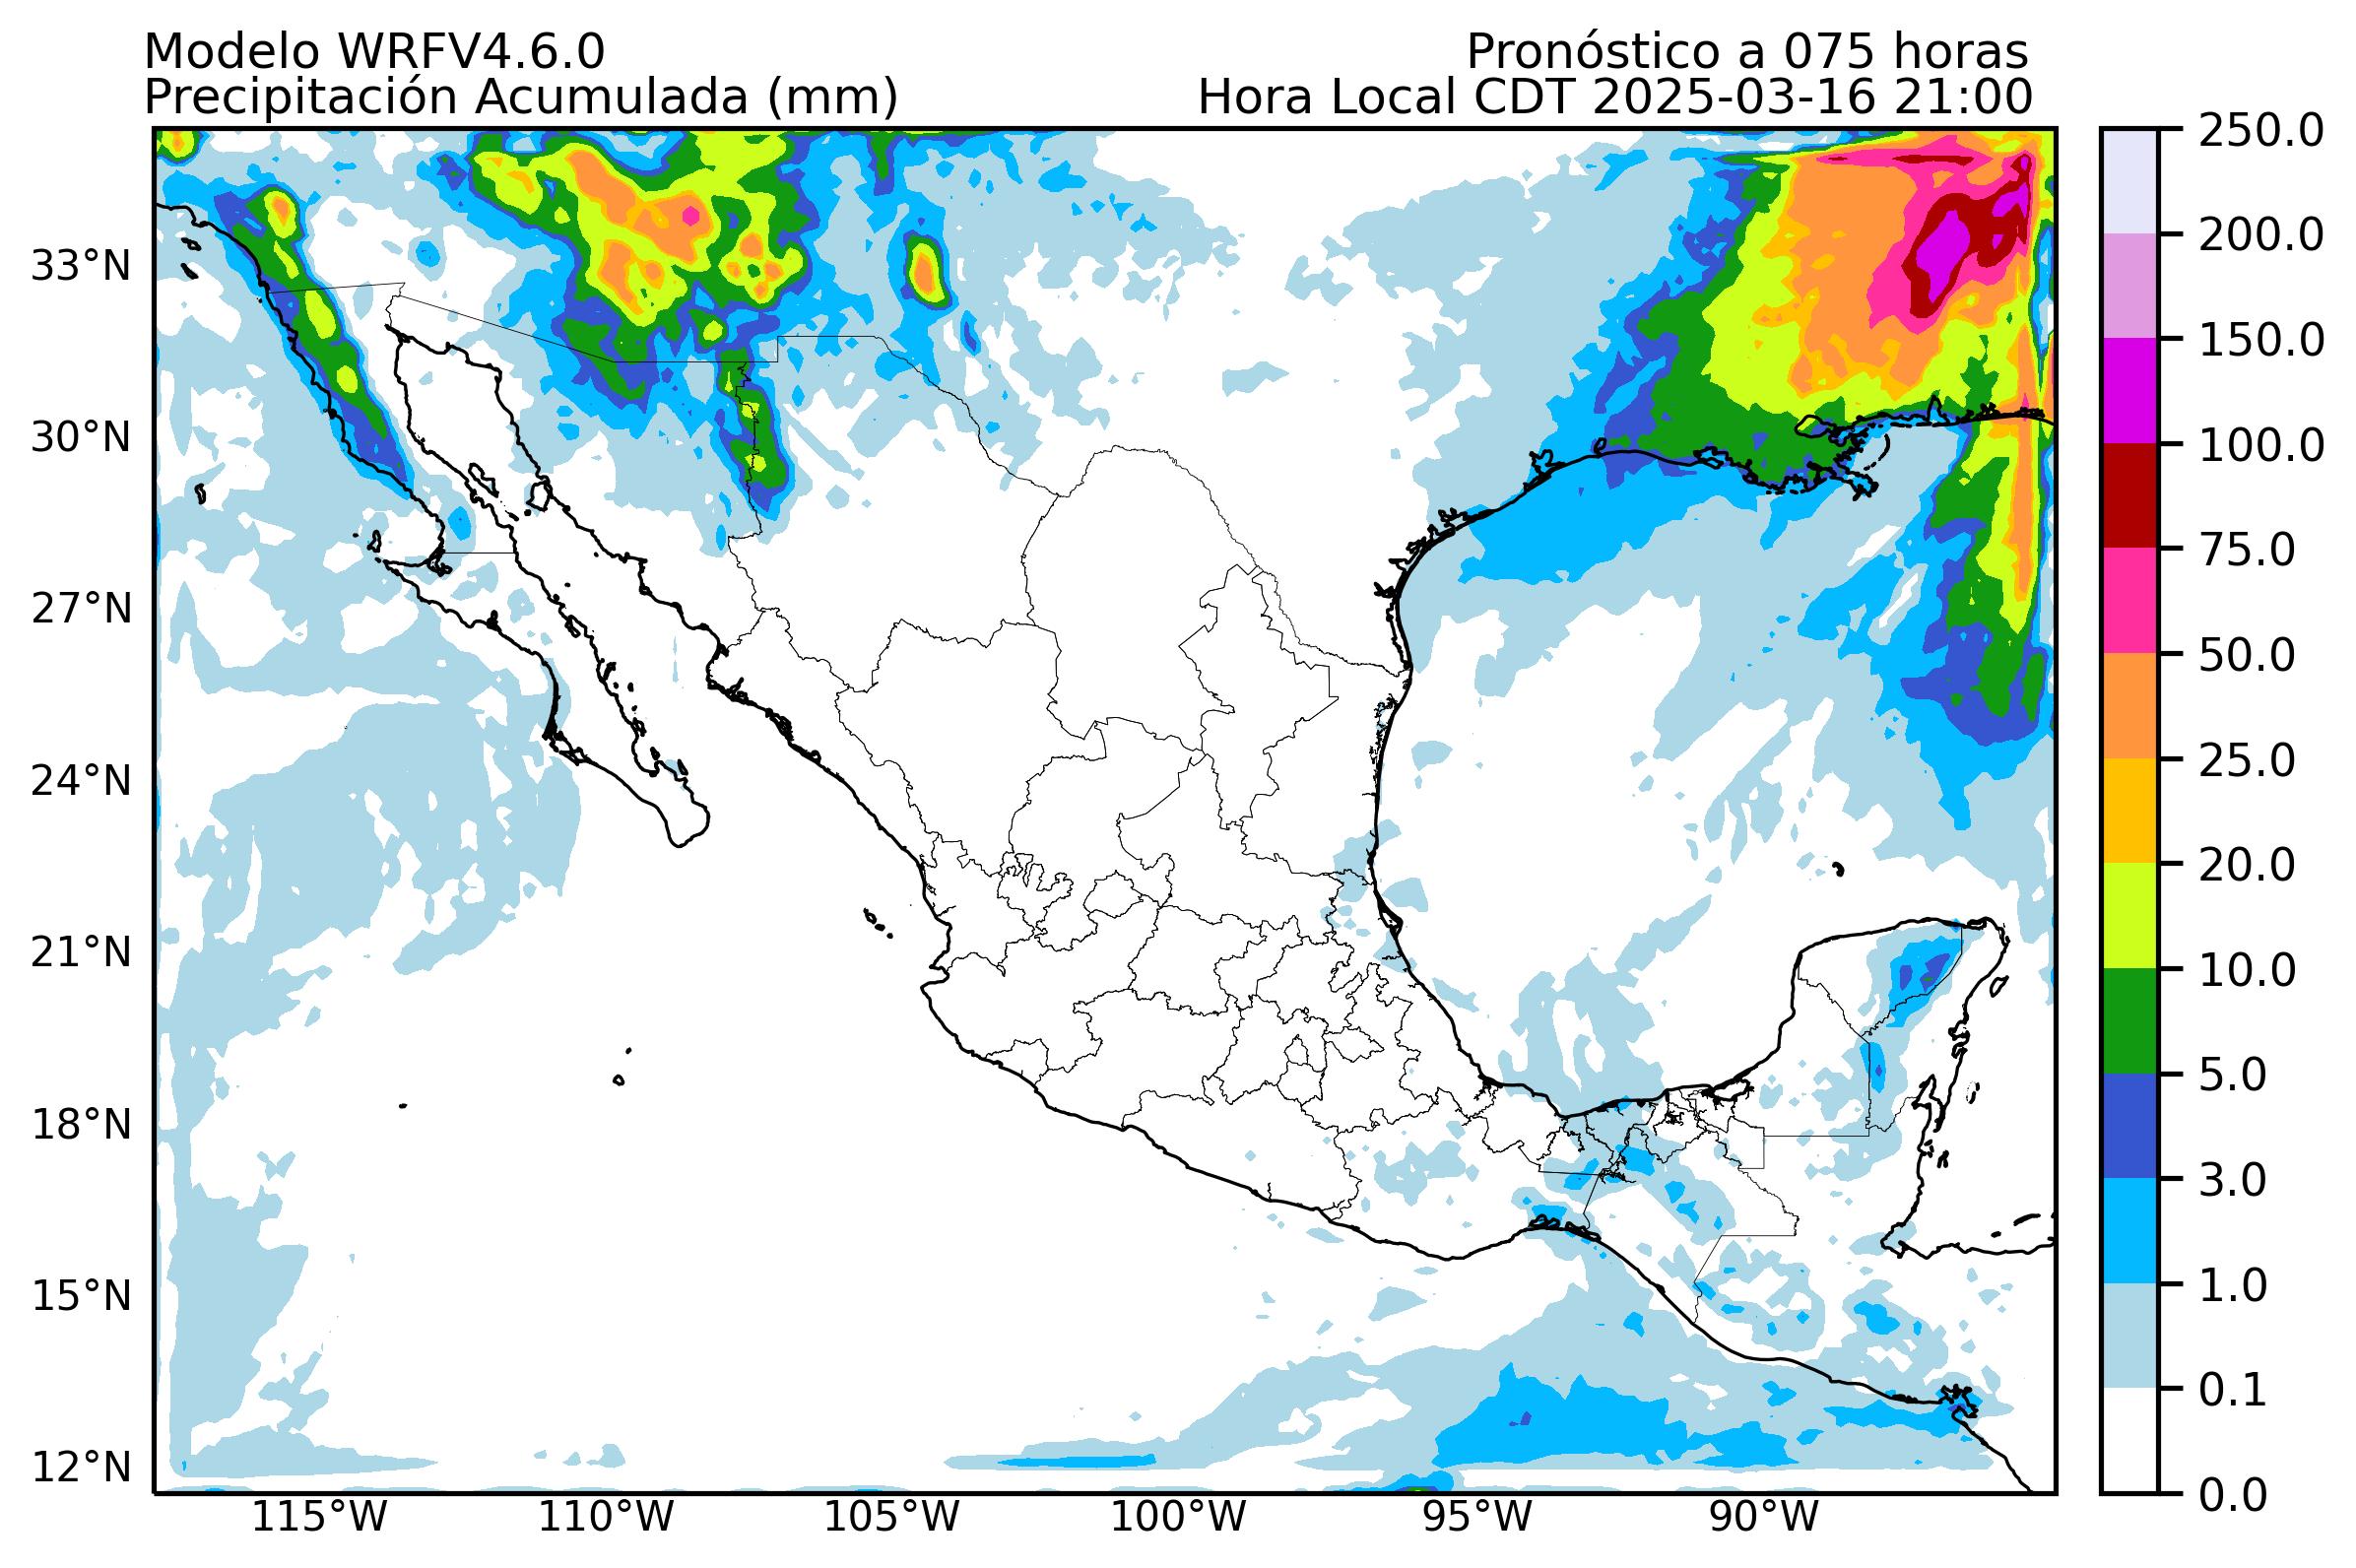 Modelo WRFV4.6.0
Pronóstico a 075 horas
Precipitación Acumulada (mm)
Hora Local CDT 2025-03-16 21:00
250.0
200.0
150.0
100.0
75.0
50.0
25.0
20.0
10.0
5.0
3.0
1.0
0.1
0.0
33°N
30°N
27°N
24°N
21°N
18°N
15°N
12°N
115°W
110°W
105°W
100°W
95°W
90°W